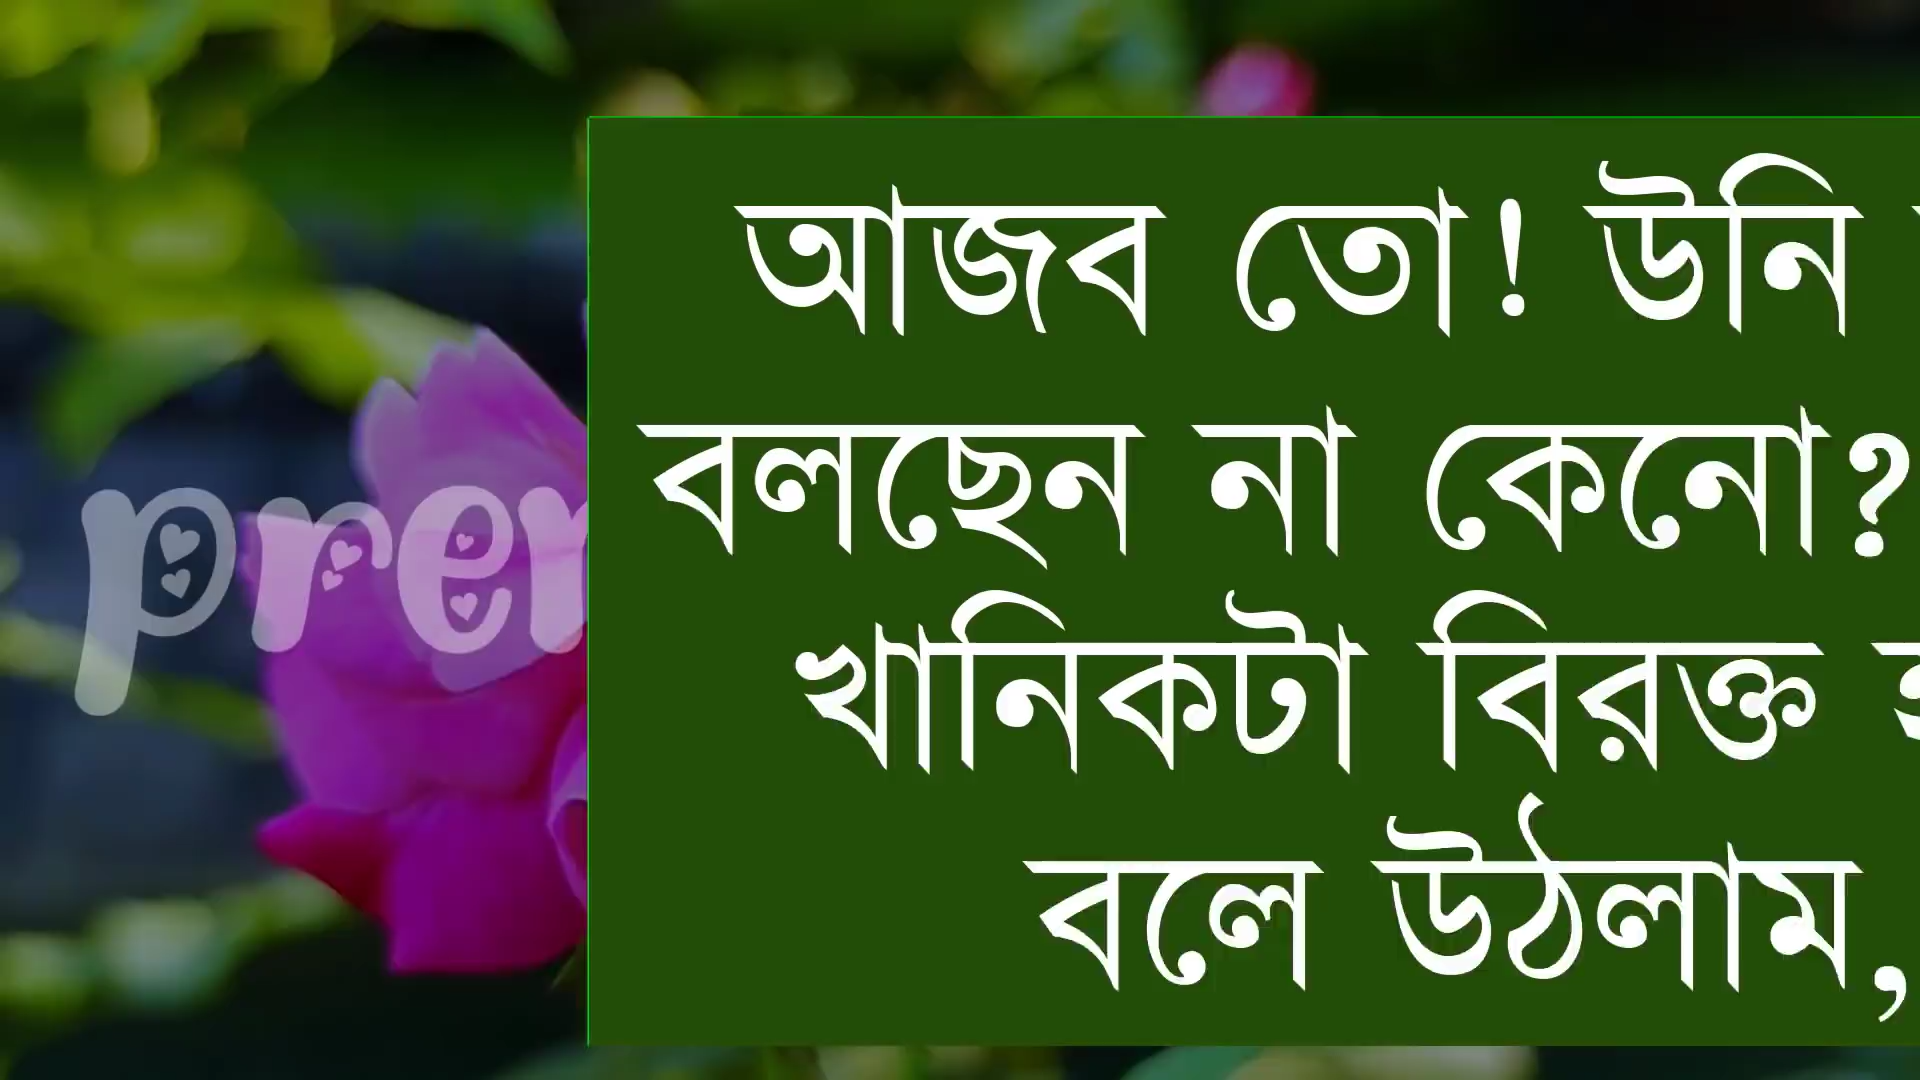 আজব তো! উনি
বলছেন না কেনো?
খানিকটা বিরক্ত
বলে উঠলাম,